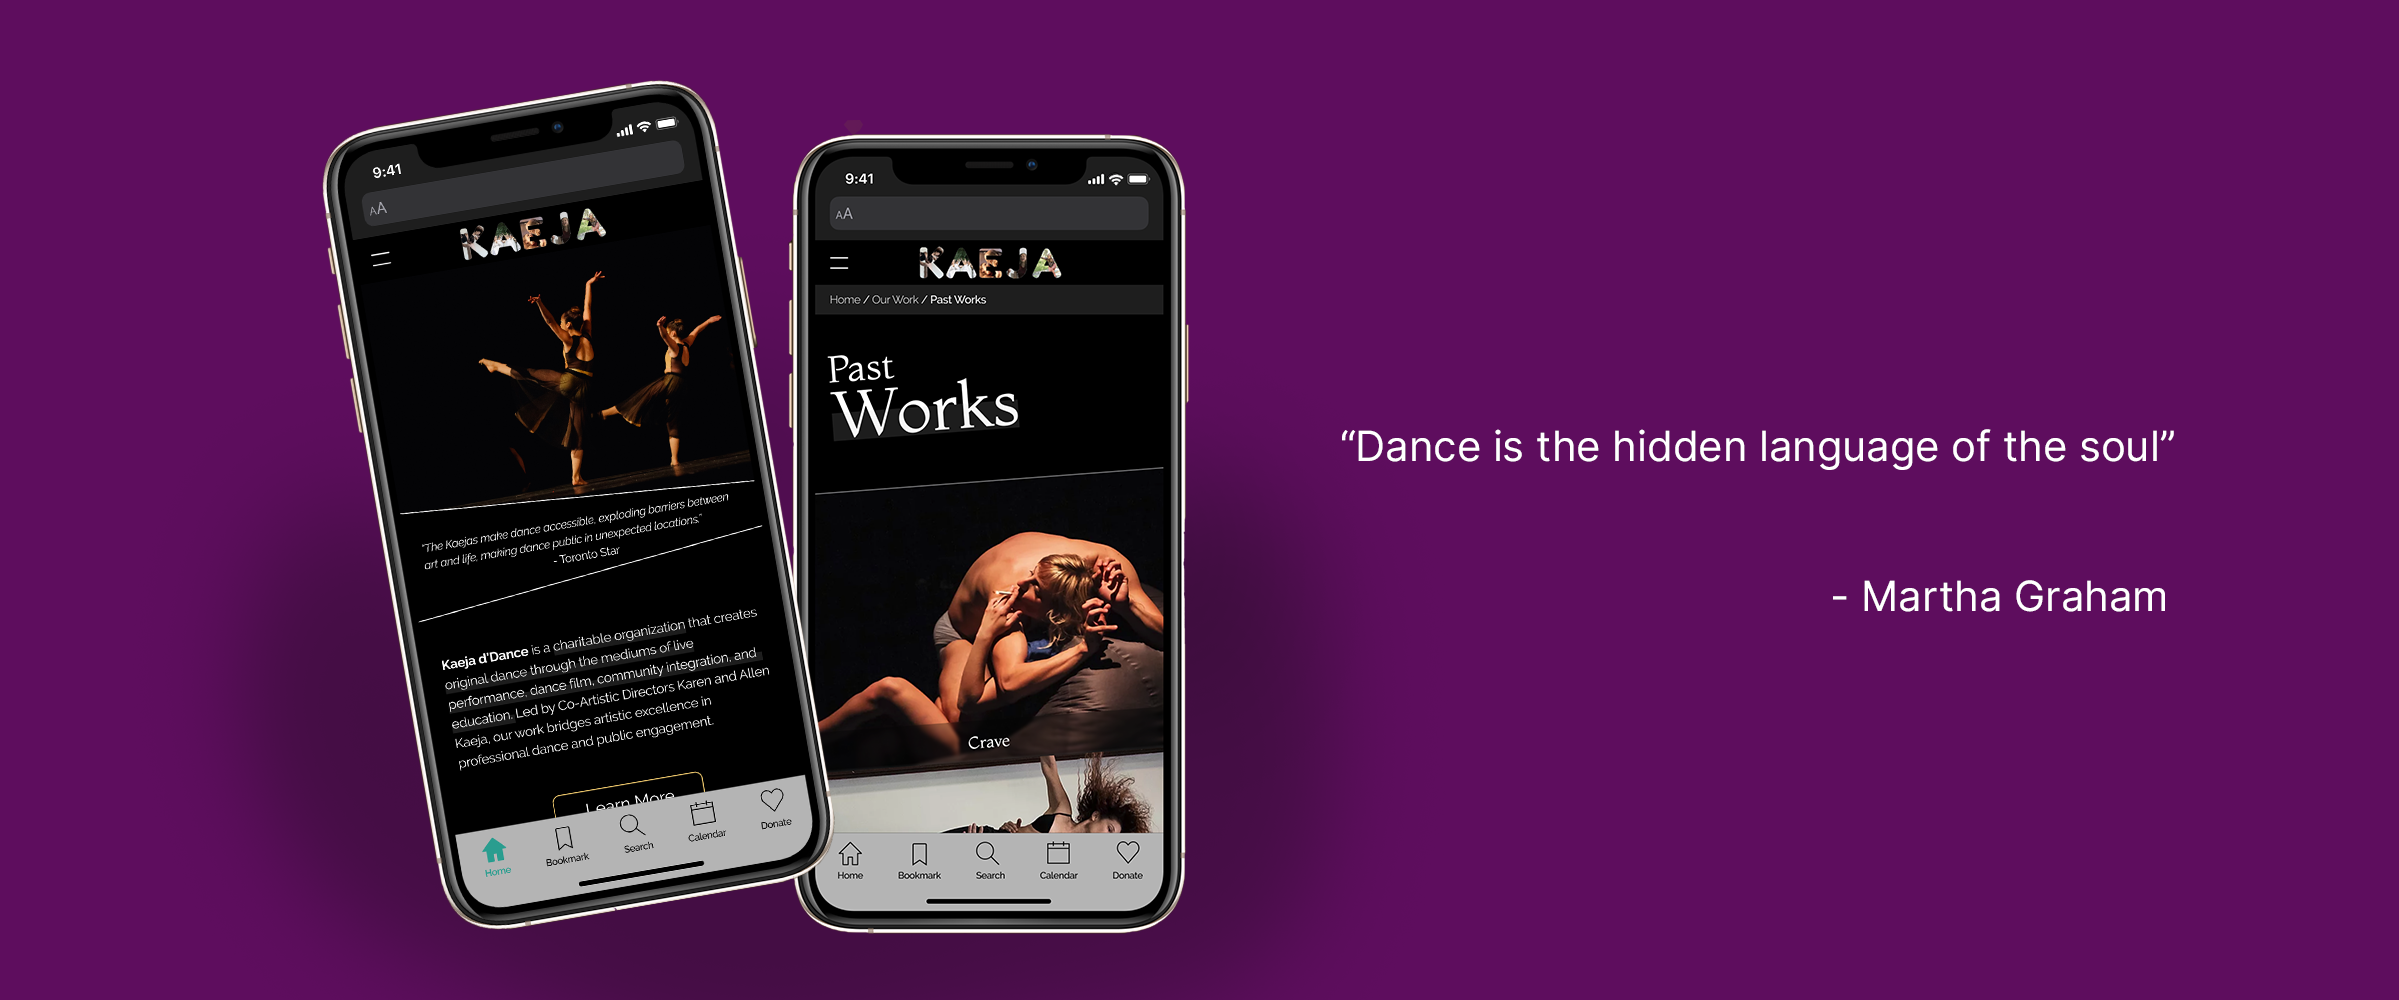 9:41
AA
KAEJA
"The Kaejas make dance accessible, exploding barriers between
art and life, making dance public in unexpected locations."
- Toronto Star
Kaeja d'Dance is a charitable organization that creates
original dance through the mediums of live
performance, dance film, community integration, and
education. Led by Co-Artistic Directors Karen and Allen
Kaeja, our work bridges artistic excellence in
professional dance and public engagement.
Learn More
Home Bookmark Search Calendar Donate
9:41
AA
KAEJA
Home / Our Work / Past Works
Past
Works
Crave
Home Bookmark Search Calendar Donate
“Dance is the hidden language of the soul”
- Martha Graham